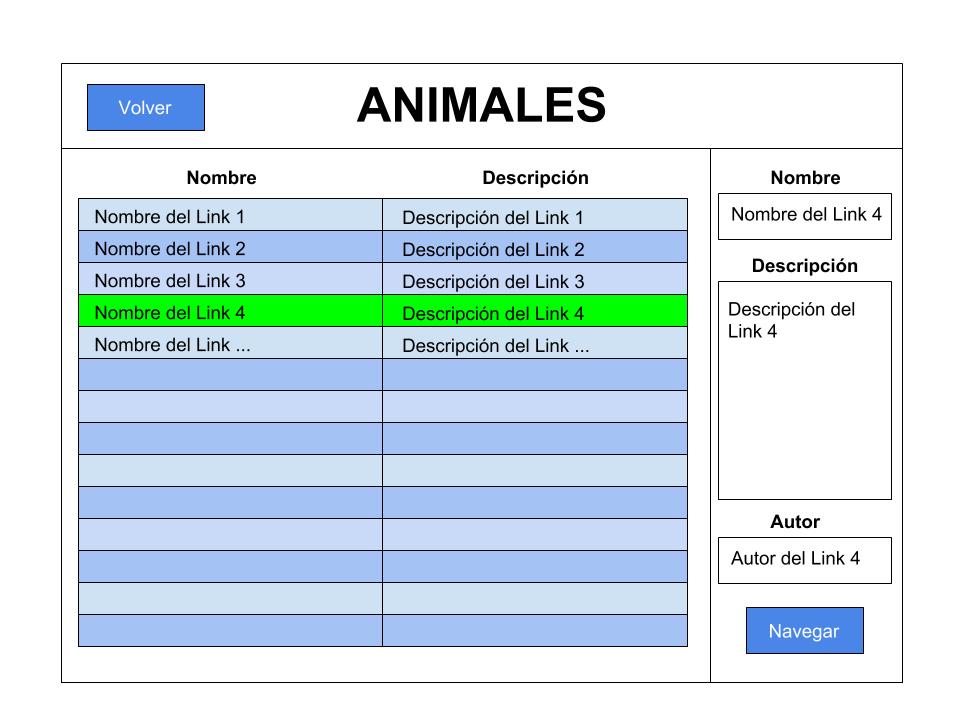 Volver
ANIMALES
Nombre Descripción
Nombre del Link 1 Descripción del Link 1
Nombre del Link 2 Descripción del Link 2
Nombre del Link 3 Descripción del Link 3
Nombre del Link 4 Descripción del Link 4
Nombre del Link ... Descripción del Link ...
Nombre
Nombre del Link 4
Descripción
Descripción del
Link 4
Autor
Autor del Link 4
Navegar